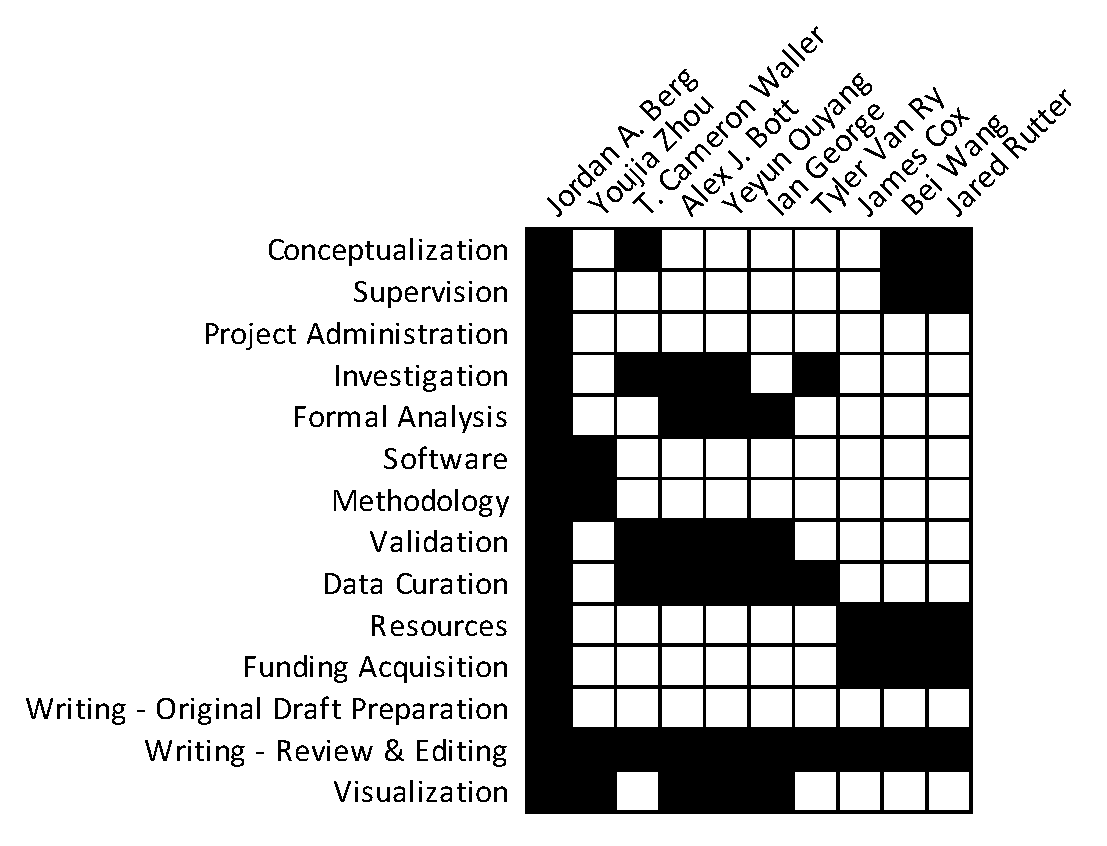 Jordan A. Berg
Youjia Zhou
T. Cameron Waller
Alex J. Bott
Yeyun Ouyang
Ian George
Tyler Van Ry
James Cox
Bei Wang
Jared Rutter
Conceptualization
Supervision
Project Administration
Investigation
Formal Analysis
Software
Methodology
Validation
Data Curation
Resources
Funding Acquisition
Writing - Original Draft Preparation
Writing - Review & Editing
Visualization